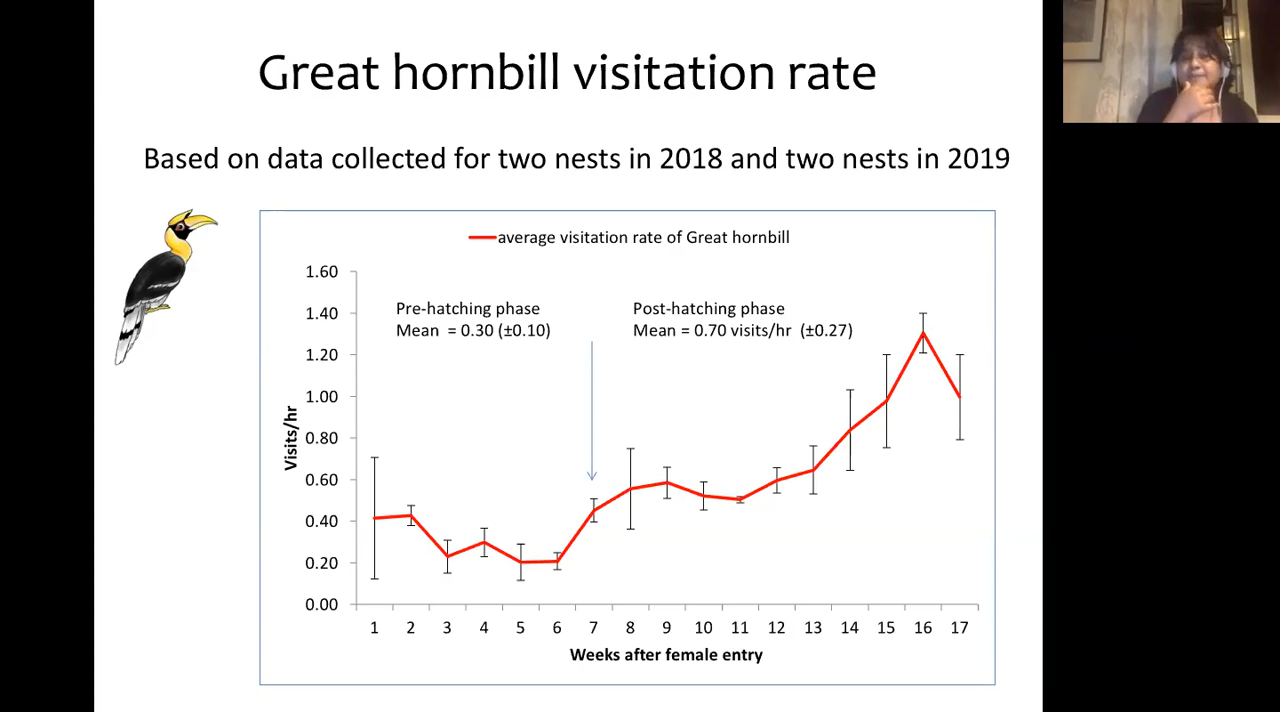 Great hornbill visitation rate
Based on data collected for two nests in 2018 and two nests in 2019
average visitation rate of Great hornbill
1.60
1.40
1.20
1.00
0.80
0.60
0.40
0.20
0.00
Visits/hr
Pre-hatching phase
Mean = 0.30 (±0.10)
Post-hatching phase
Mean = 0.70 visits/hr (±0.27)
1 2 3 4 5 6 7 8 9 10 11 12 13 14 15 16 17
Weeks after female entry